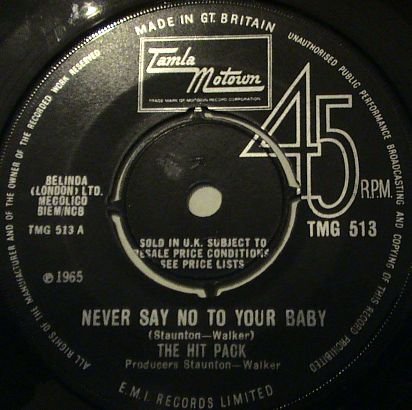 MADE IN GT. BRITAIN
UNAUTHORISED PUBLIC PERFORMANCE BROADCASTING AND COPYING OF THIS RECORD PROHIBITED
ALL RIGHTS OF THE MANUFACTURER AND OF THE OWNER OF THE RECORDED WORK RESERVED
Tamla
Motown
TRADE MARK OF MOTOWN RECORD CORPORATION
45
R.P.M.
BELINDA
(LONDON) LTD.
MECOLICO
BIEM/NCB
TMG 513 A
TMG 513
SOLD IN U.K. SUBJECT TO
RESALE PRICE CONDITIONS
SEE PRICE LISTS
℗ 1965
NEVER SAY NO TO YOUR BABY
(Staunton—Walker)
THE HIT PACK
Producers Staunton—Walker
E.M.I. RECORDS LIMITED